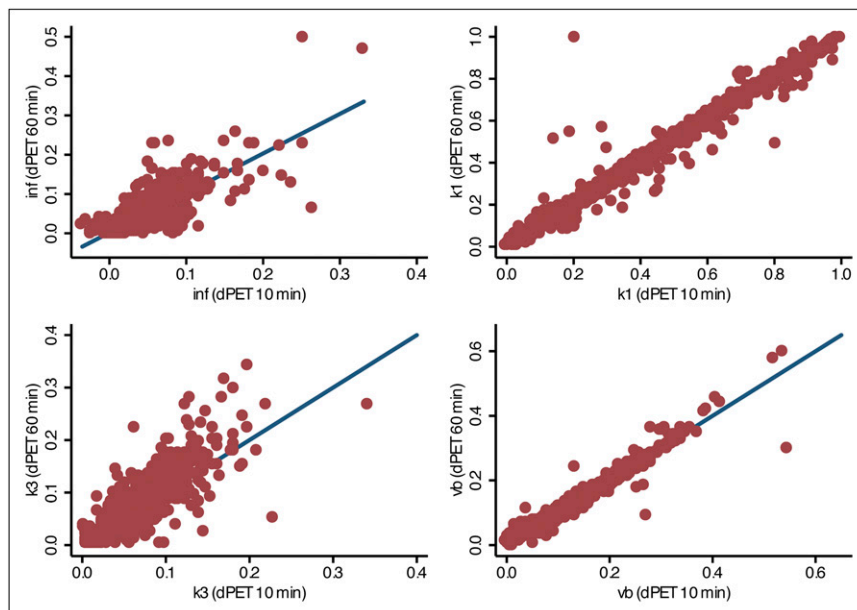 inf (dPET 60 min)
0.5
0.4
0.3
0.2
0.1
0.0
0.0 0.1 0.2 0.3 0.4
inf (dPET 10 min)
k1 (dPET 60 min)
1.0
0.8
0.6
0.4
0.2
0.0
0.0 0.2 0.4 0.6 0.8 1.0
k1 (dPET 10 min)
k3 (dPET 60 min)
0.4
0.3
0.2
0.1
0.0
0.0 0.1 0.2 0.3 0.4
k3 (dPET 10 min)
vb (dPET 60 min)
0.6
0.4
0.2
0.0
0.0 0.2 0.4 0.6
vb (dPET 10 min)